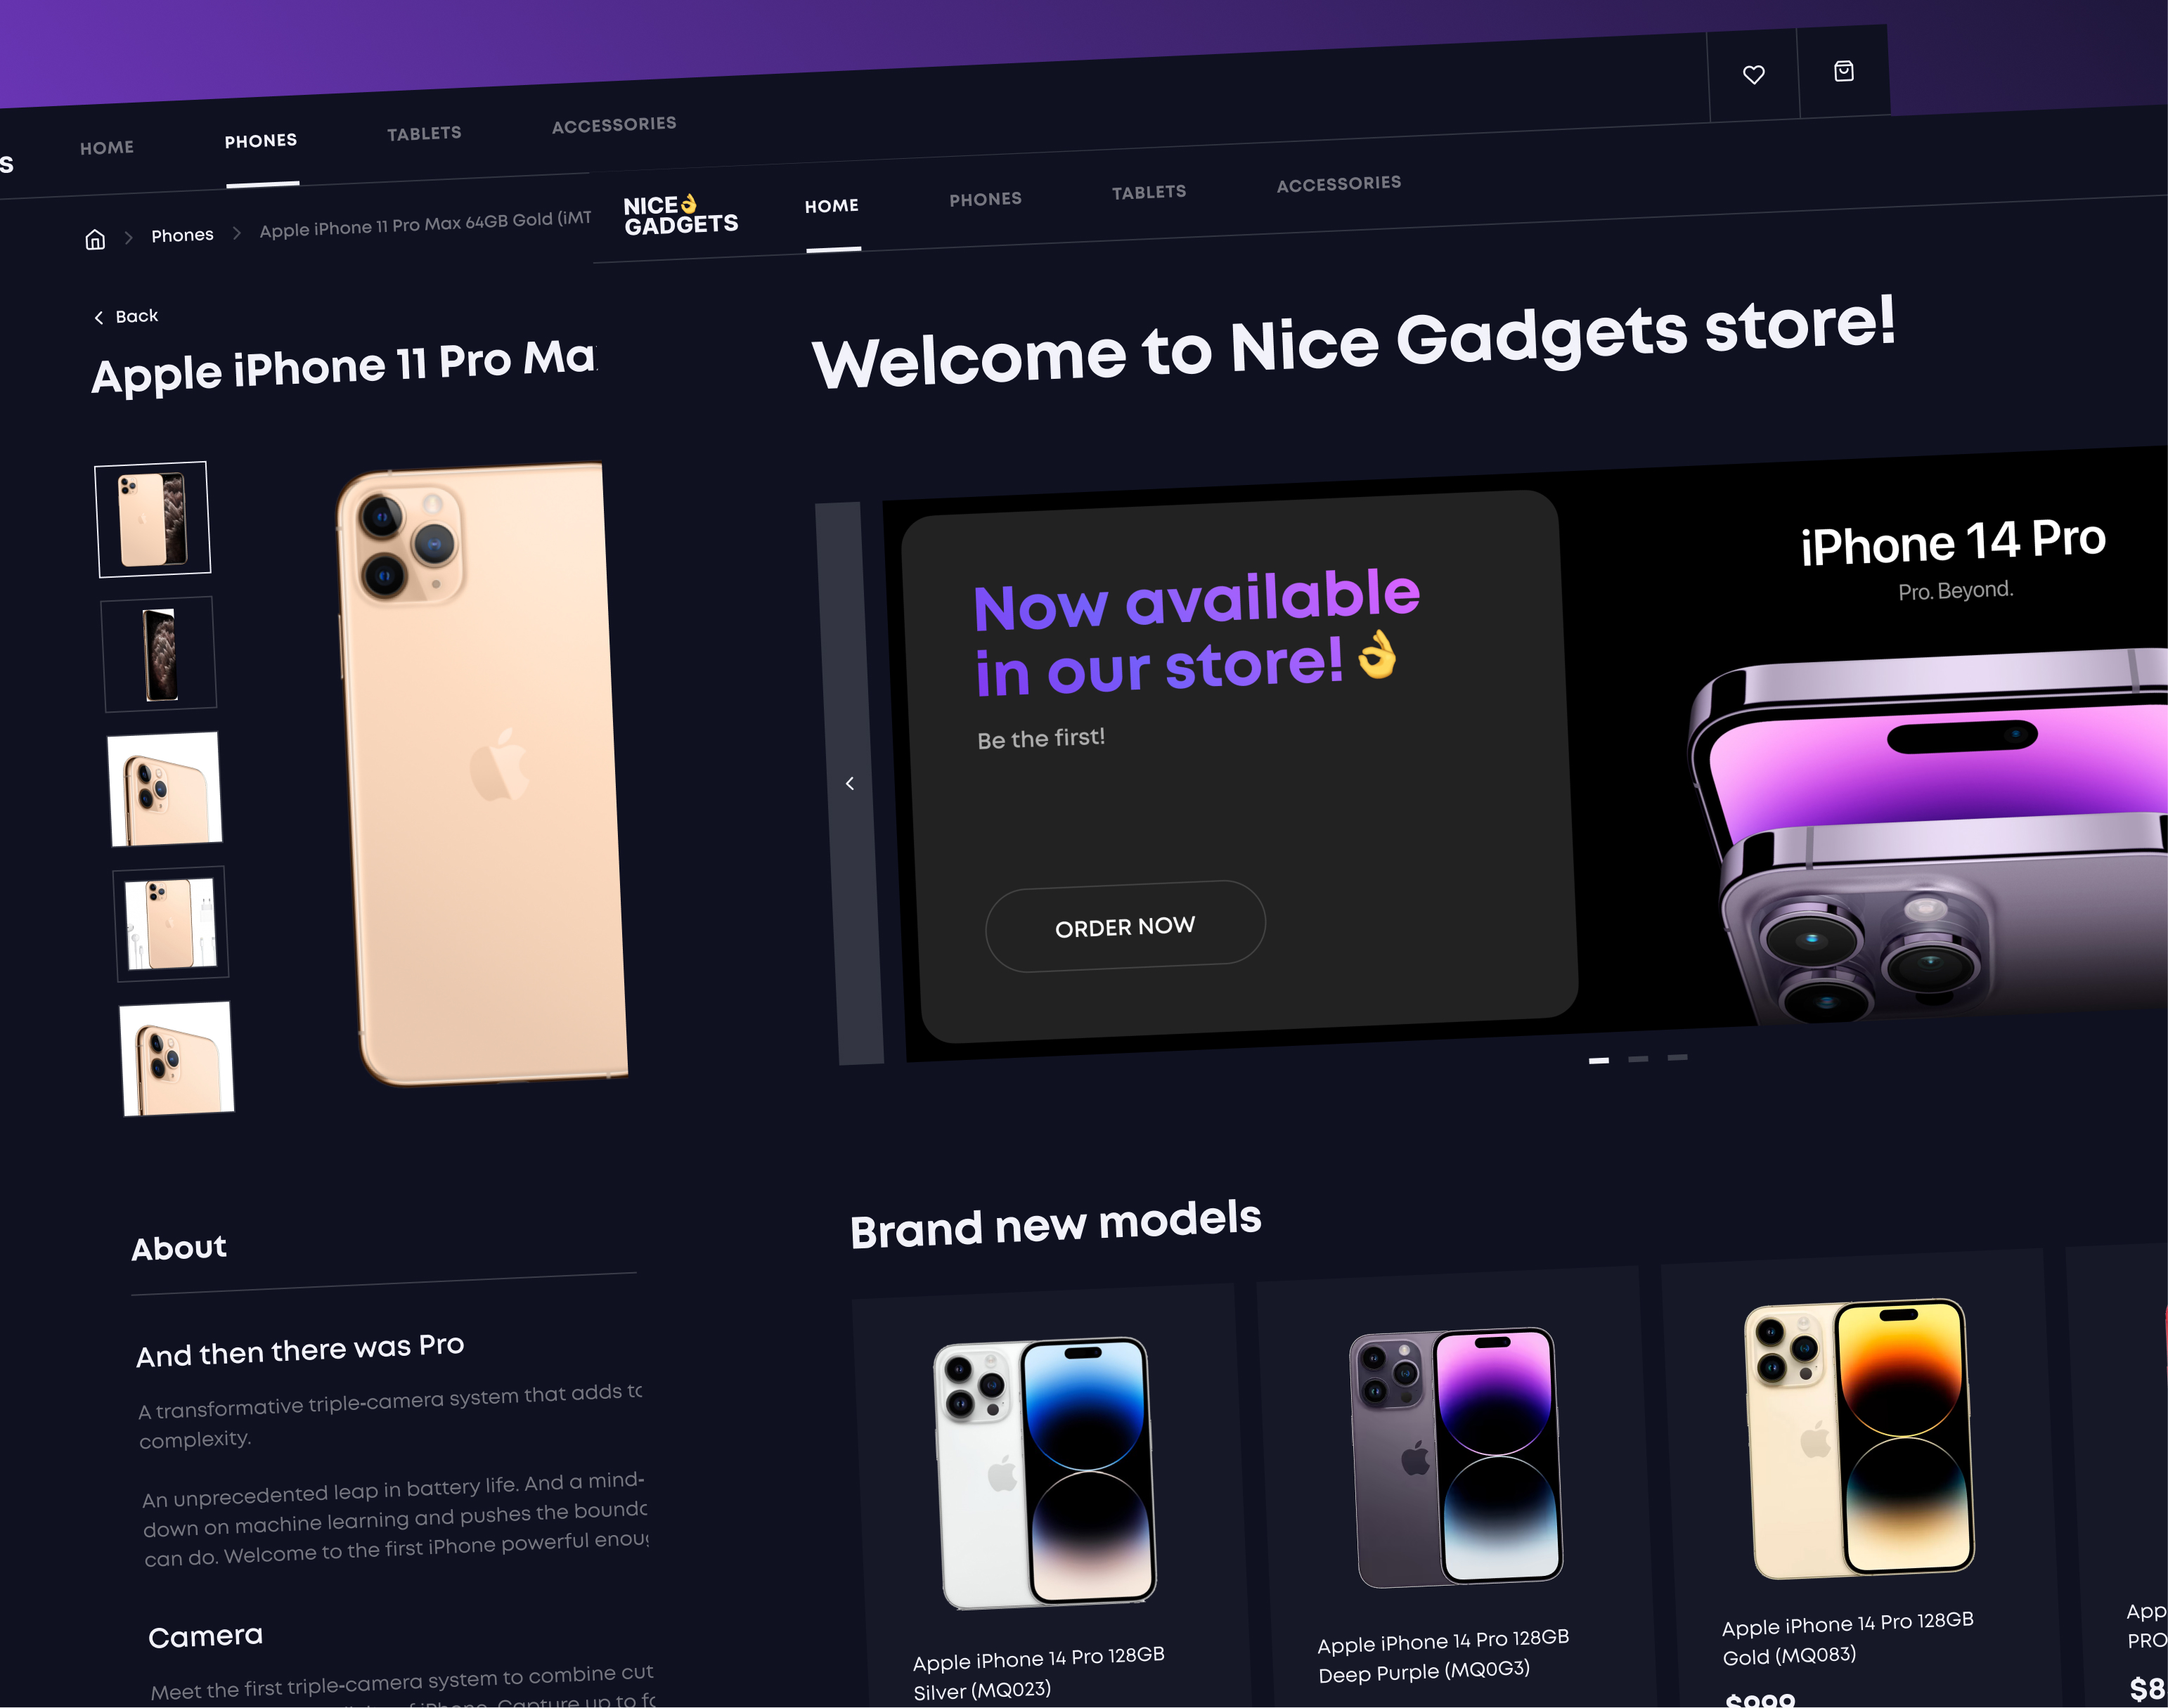 HOME
PHONES
TABLETS
ACCESSORIES
S
Phones
Apple iPhone 11 Pro Max 64GB Gold (iMT
Back
Apple iPhone 11 Pro Ma
About
And then there was Pro
A transformative triple-camera system that adds to
complexity.
An unprecedented leap in battery life. And a mind-
down on machine learning and pushes the
can do. Welcome to the first iPhone powerful
Camera
Meet the first triple-camera system to combine cut
of iPhone. Capture up to
NICE👌
GADGETS
HOME
PHONES
TABLETS
ACCESSORIES
Welcome to Nice Gadgets store!
Now available
in our store!👌
Be the first!
ORDER NOW
iPhone 14 Pro
Pro. Beyond.
Brand new models
Apple iPhone 14 Pro 128GB
Silver (MQ023)
Apple iPhone 14 Pro 128GB
Deep Purple (MQ0G3)
Apple iPhone 14 Pro 128GB
Gold (MQ083)
$999
App
PRO
$8